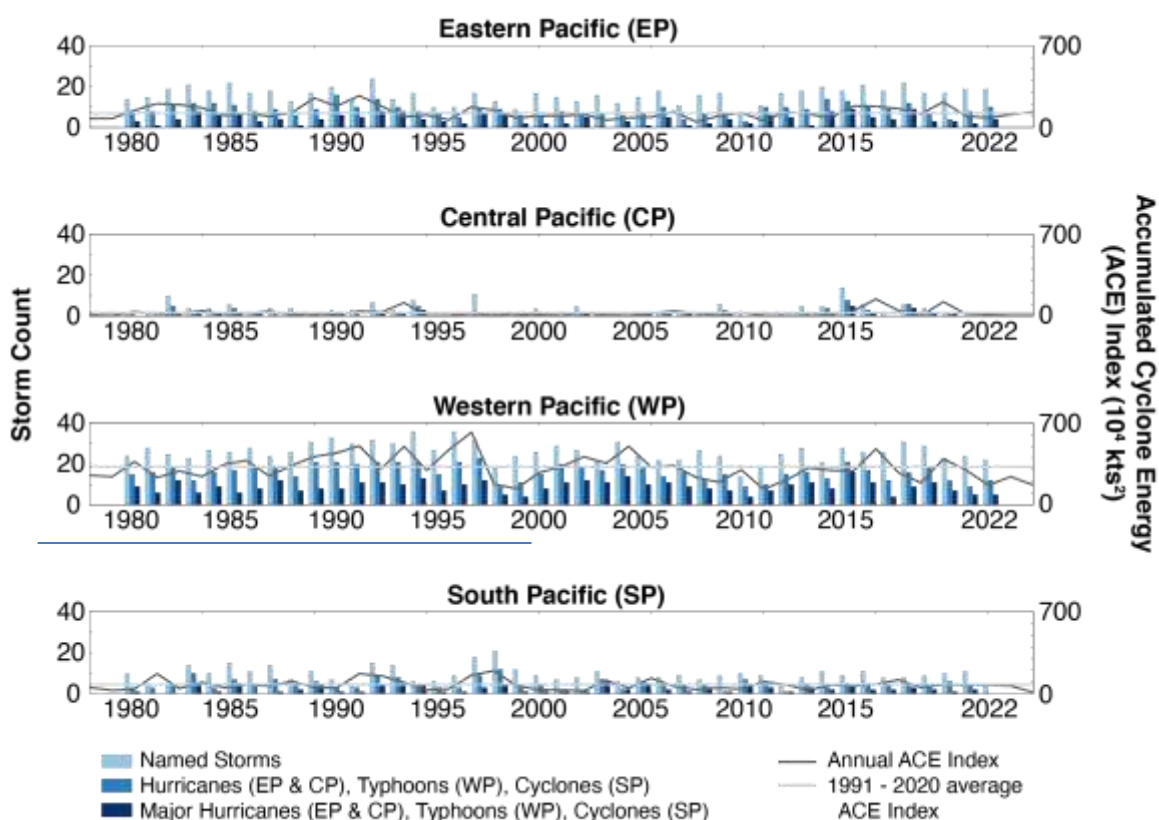 Eastern Pacific (EP)
40 700
20
0 0
1980 1985 1990 1995 2000 2005 2010 2015 2022
Central Pacific (CP)
40 700
20
0 0
1980 1985 1990 1995 2000 2005 2010 2015 2022
Storm Count
Accumulated Cyclone Energy
(ACE) Index (10⁴ kts²)
Western Pacific (WP)
40 700
20
0 0
1980 1985 1990 1995 2000 2005 2010 2015 2022
South Pacific (SP)
40 700
20
0 0
1980 1985 1990 1995 2000 2005 2010 2015 2022
Named Storms
Hurricanes (EP & CP), Typhoons (WP), Cyclones (SP)
Major Hurricanes (EP & CP), Typhoons (WP), Cyclones (SP)
Annual ACE Index
1991 - 2020 average
ACE Index